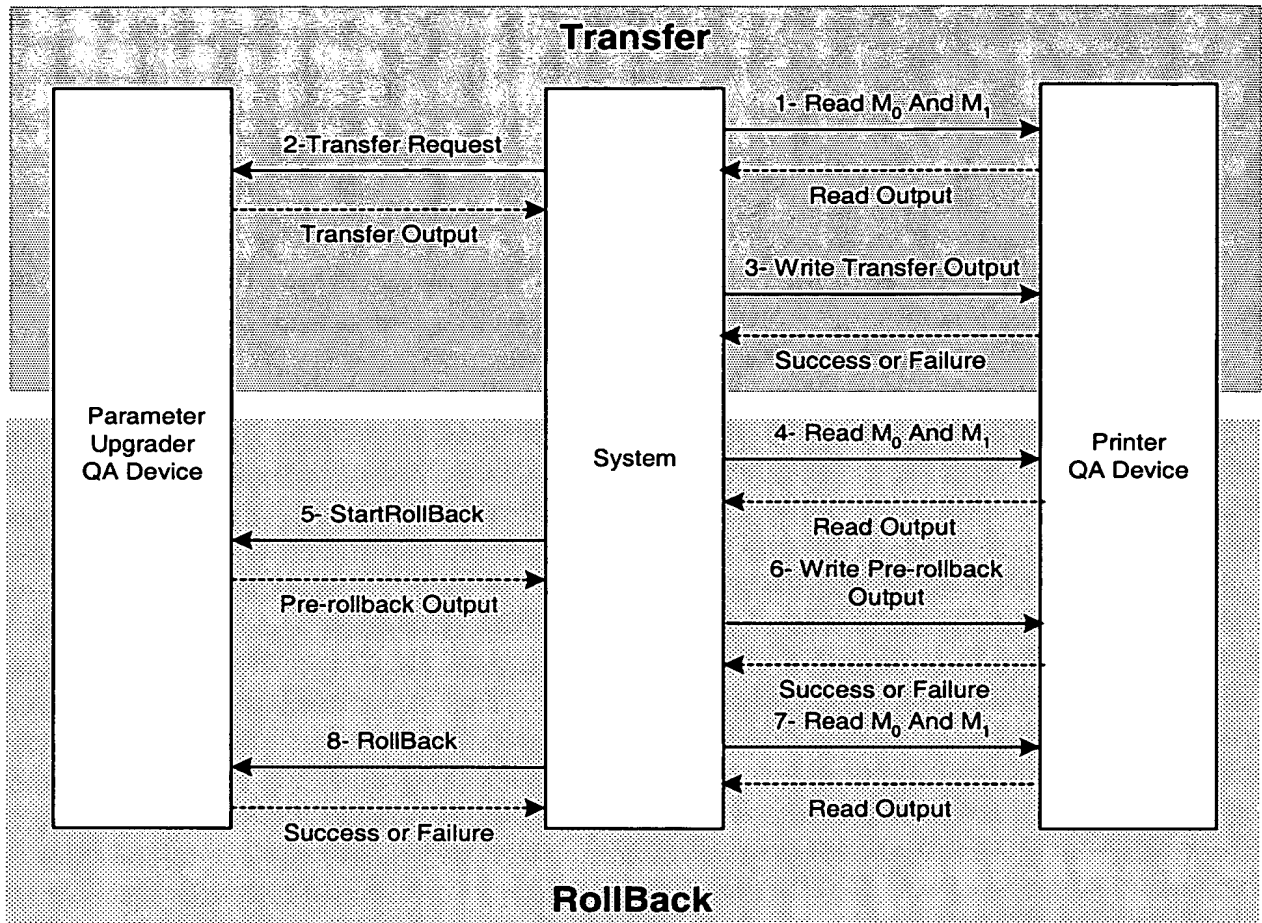 Transfer
1- Read M₀ And M₁
2-Transfer Request
Read Output
Transfer Output
3- Write Transfer Output
Success or Failure
Parameter
Upgrader
QA Device
System
Printer
QA Device
4- Read M₀ And M₁
5- StartRollBack
Read Output
6- Write Pre-rollback
Output
Pre-rollback Output
Success or Failure
7- Read M₀ And M₁
8- RollBack
Read Output
Success or Failure
RollBack